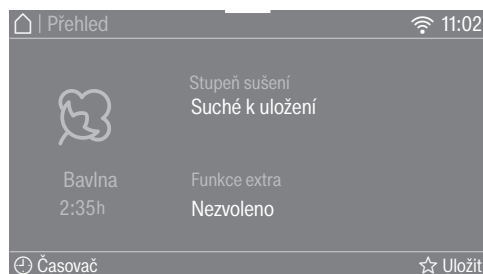 | Přehled 11:02
Stupeň sušení
Suché k uložení
Bavlna
2:35h
Funkce extra
Nezvoleno
Časovač
Uložit